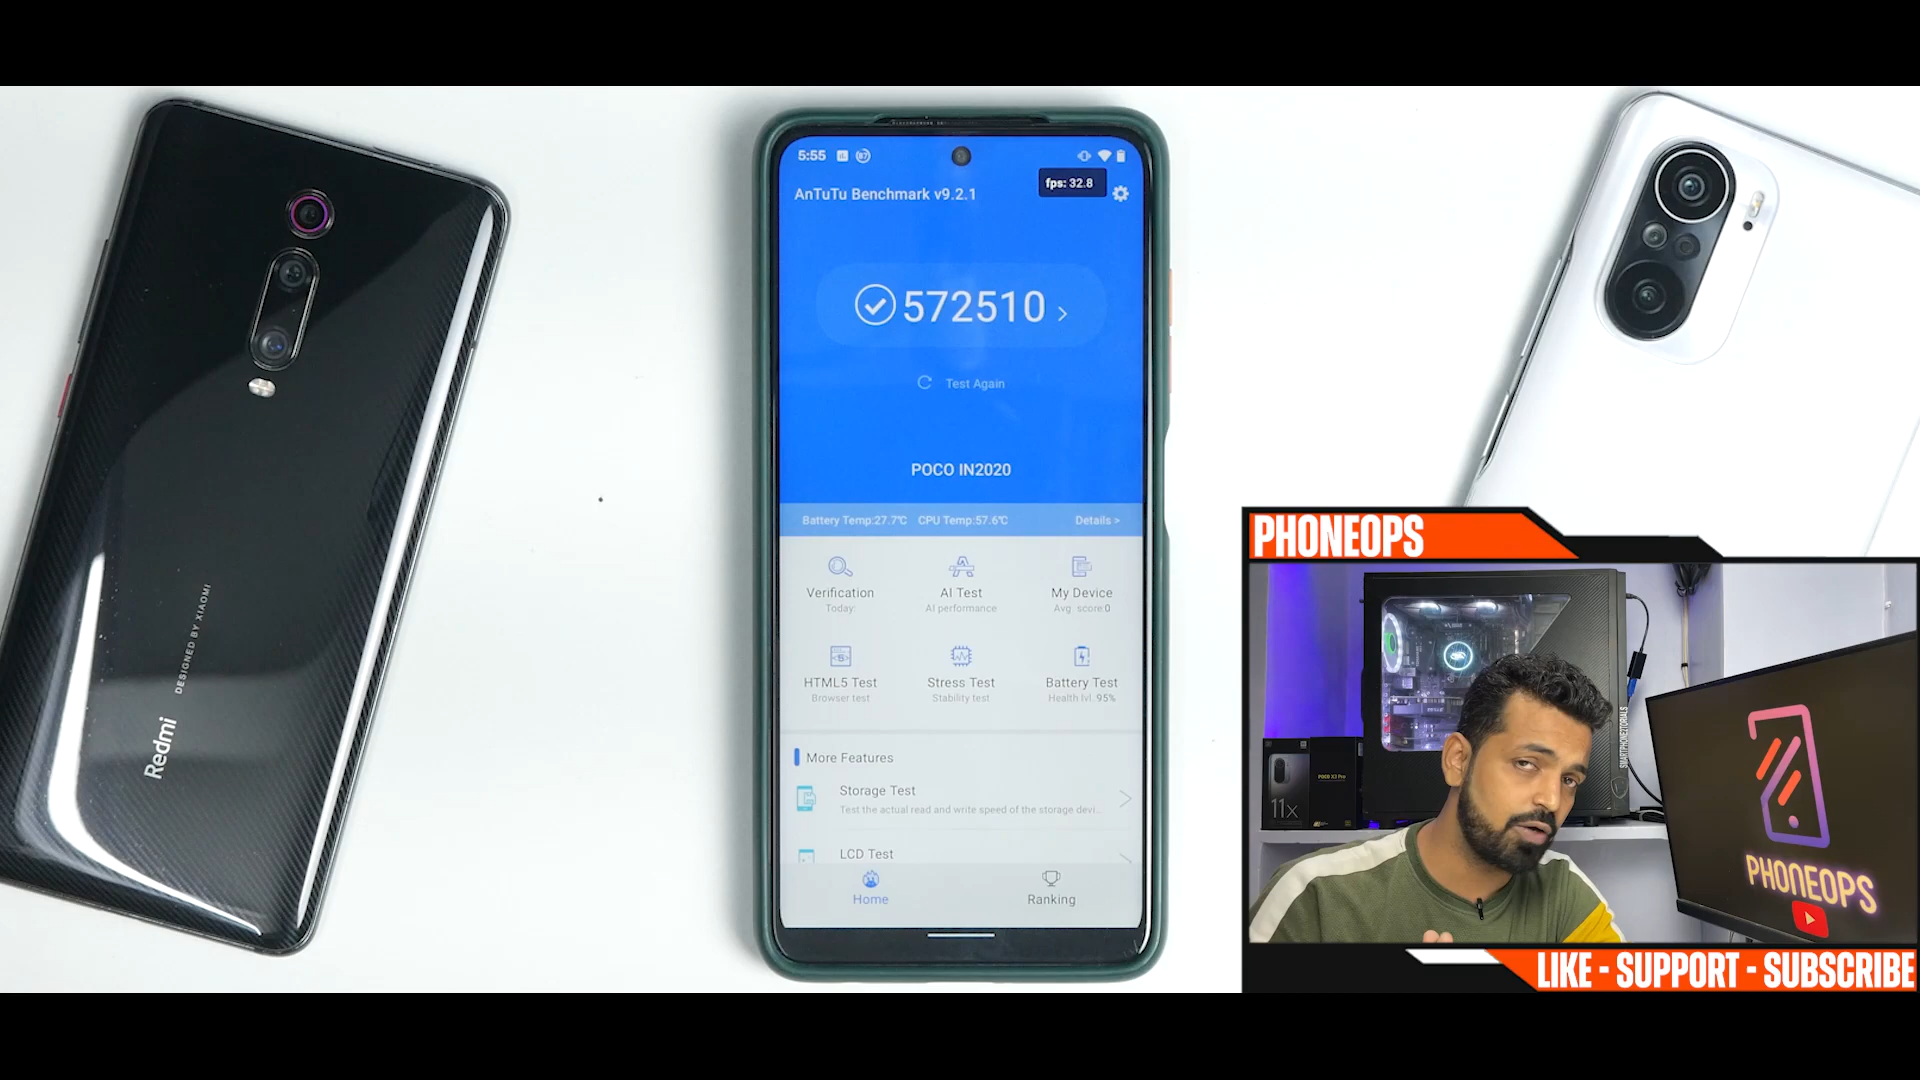 5:55
87
fps: 32.8
AnTuTu Benchmark v9.2.1
572510 >
Test Again
POCO IN2020
Battery Temp:27.7℃ CPU Temp:57.6℃ Details >
Verification
Today:
AI Test
AI performance
My Device
Avg. score:0
HTML5 Test
Browser test
Stress Test
Stability test
Battery Test
Health lvl. 95%
More Features
Storage Test
Test the actual read and write speed of the storage devi...
LCD Test
Home
Ranking
Redmi
DESIGNED BY XIAOMI
PHONEOPS
11X
POCO X3 Pro
PHONEOPS
LIKE - SUPPORT - SUBSCRIBE